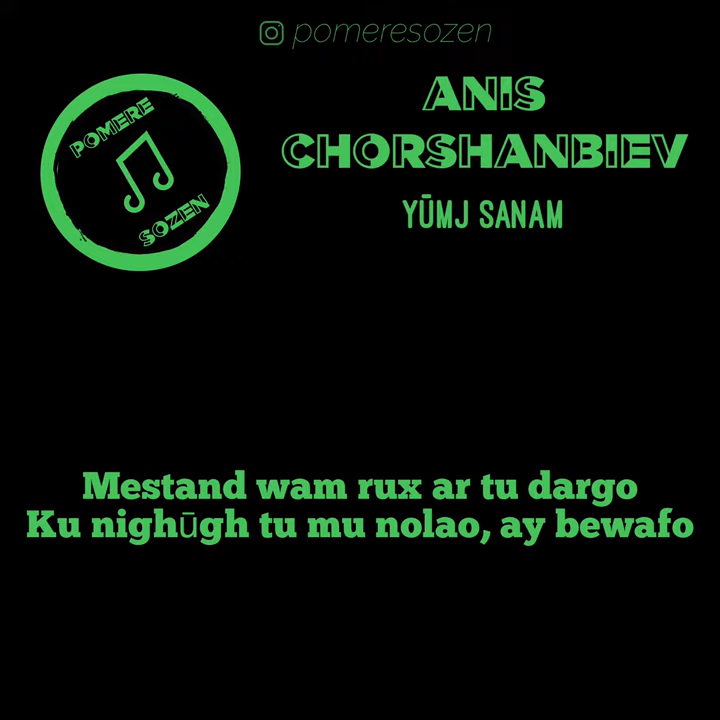 pomeresozen
POMERE
SOZEN
ANIS
CHORSHANBIEV
YŪMJ SANAM
Mestand wam rux ar tu dargo
Ku nighūgh tu mu nolao, ay bewafo